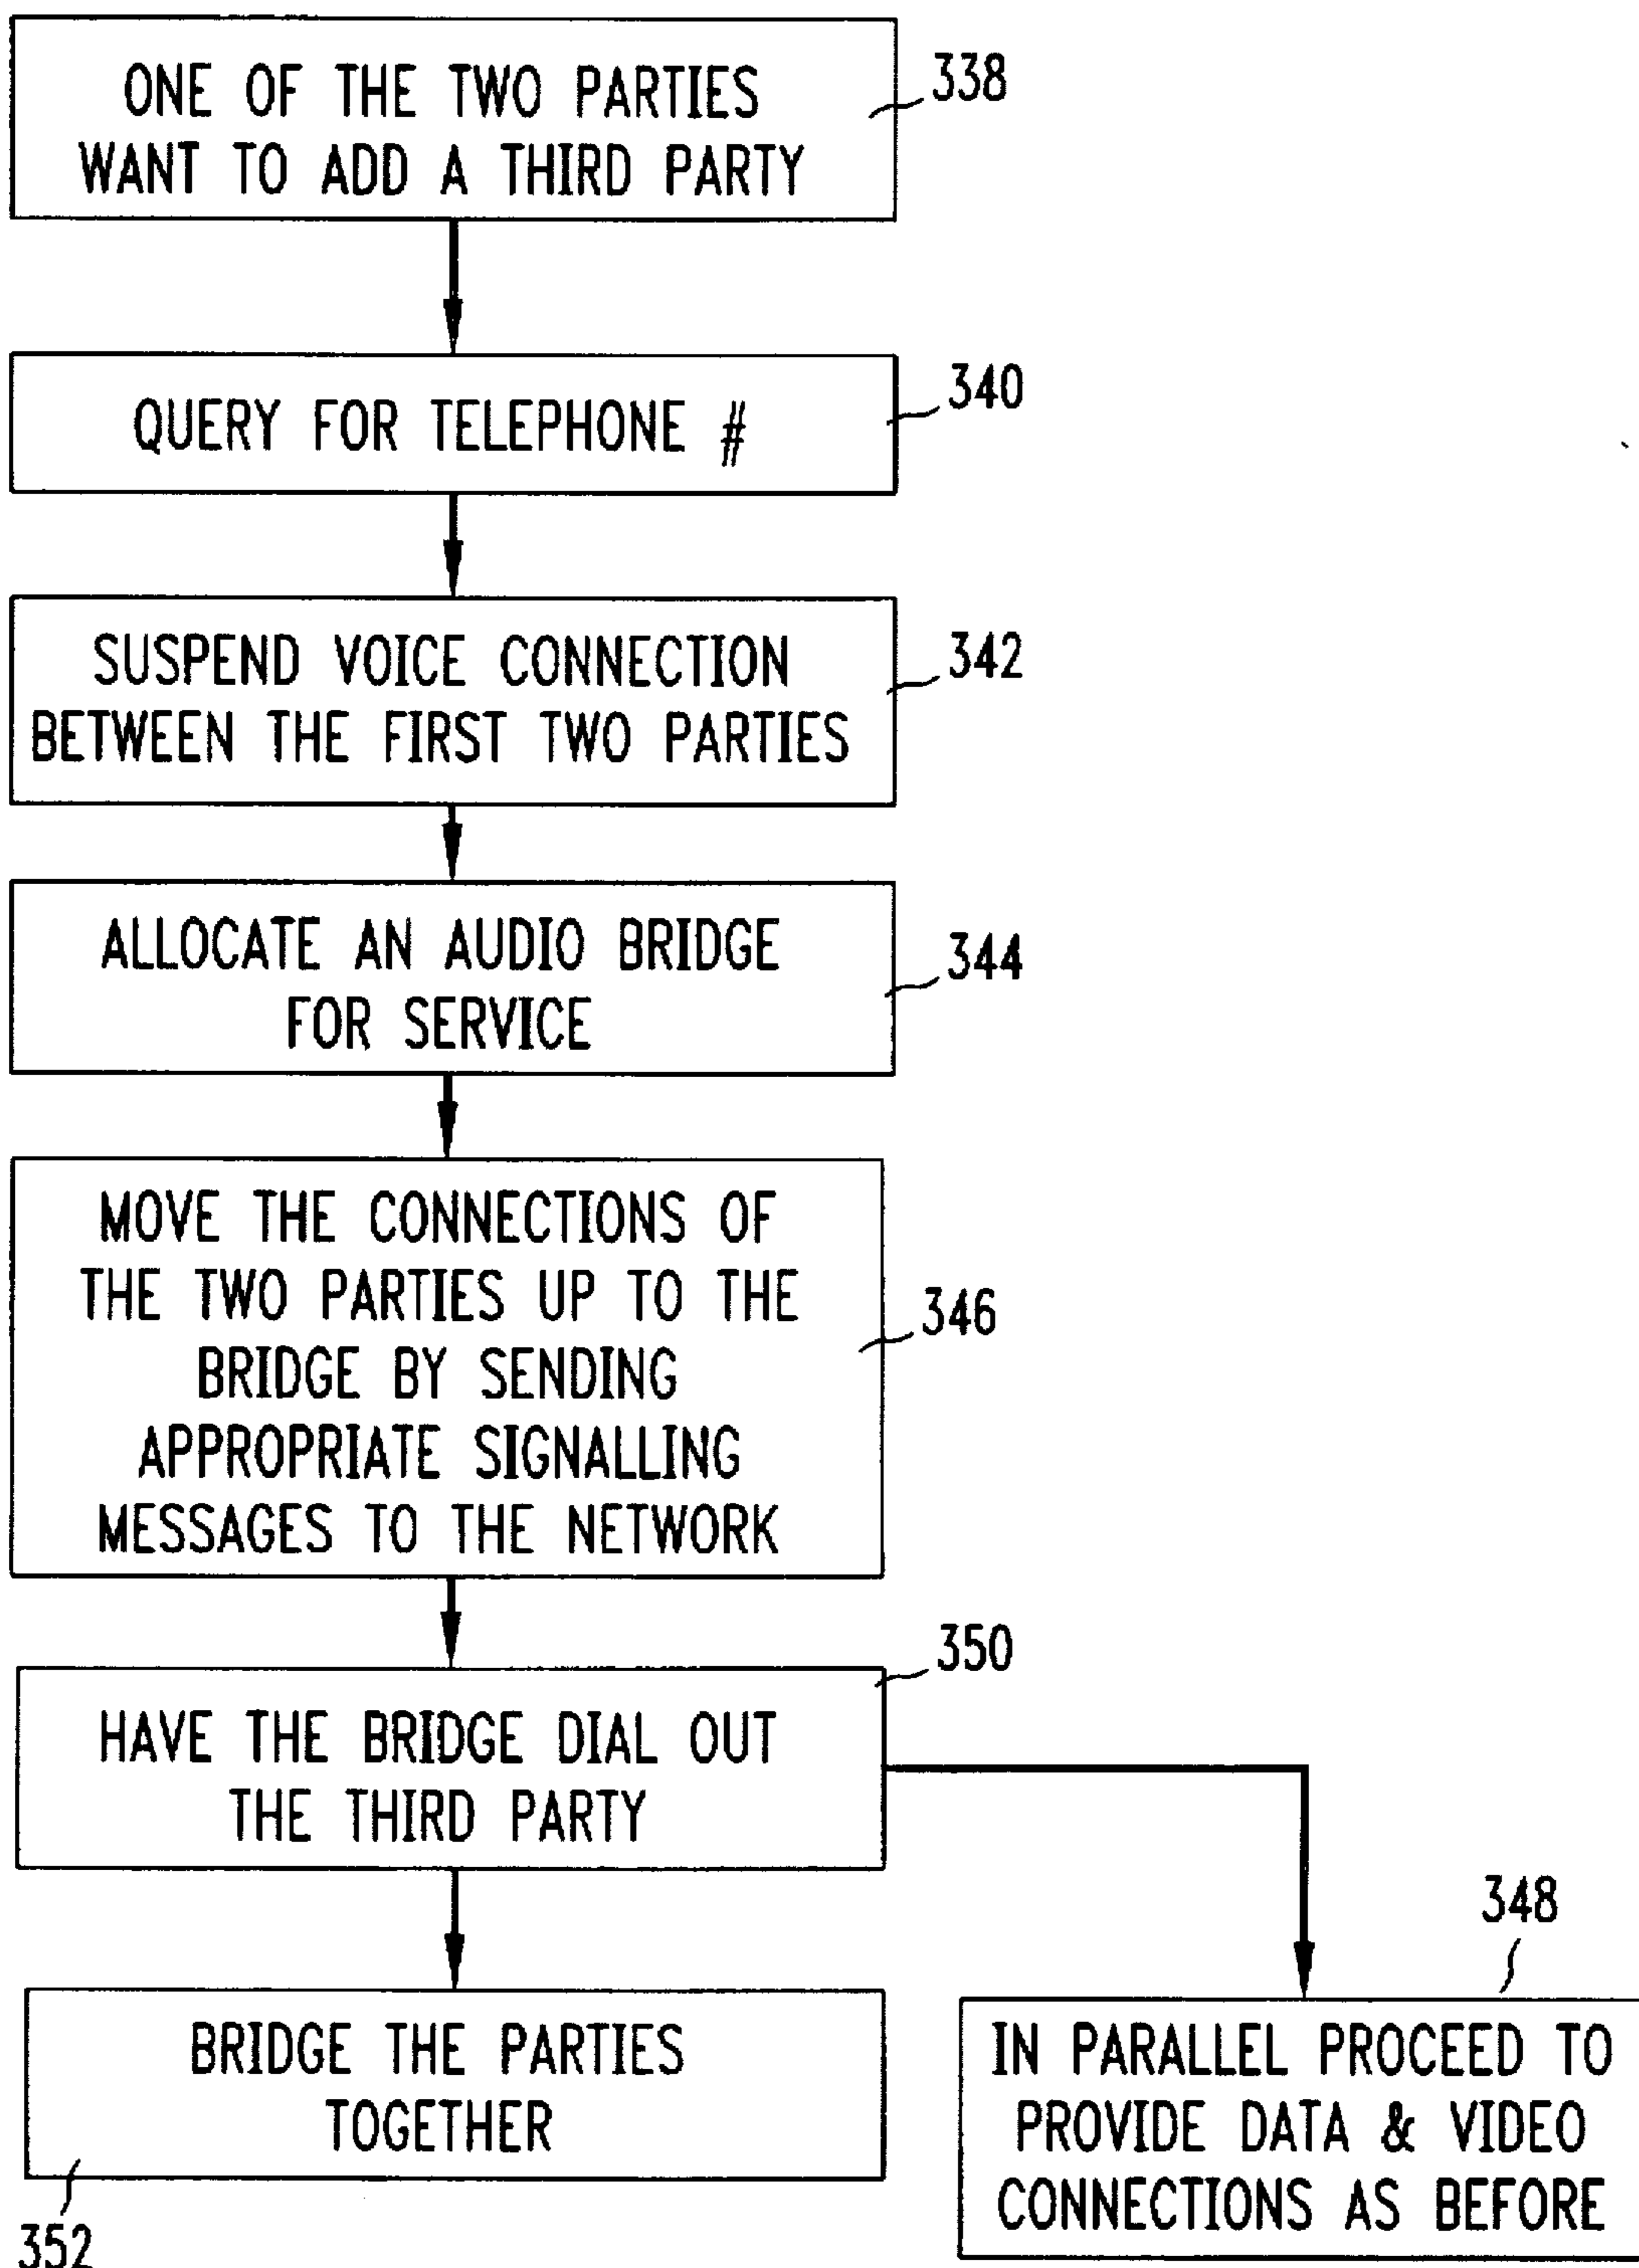 ONE OF THE TWO PARTIES
WANT TO ADD A THIRD PARTY
338
QUERY FOR TELEPHONE #
340
SUSPEND VOICE CONNECTION
BETWEEN THE FIRST TWO PARTIES
342
ALLOCATE AN AUDIO BRIDGE
FOR SERVICE
344
MOVE THE CONNECTIONS OF
THE TWO PARTIES UP TO THE
BRIDGE BY SENDING
APPROPRIATE SIGNALLING
MESSAGES TO THE NETWORK
346
350
HAVE THE BRIDGE DIAL OUT
THE THIRD PARTY
348
BRIDGE THE PARTIES
TOGETHER
352
IN PARALLEL PROCEED TO
PROVIDE DATA & VIDEO
CONNECTIONS AS BEFORE